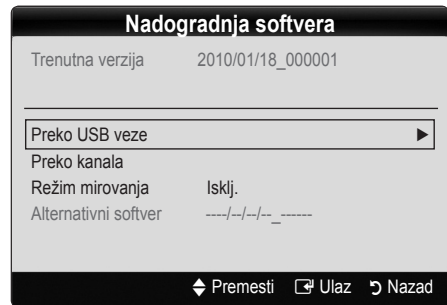 Nadogradnja softvera
Trenutna verzija 2010/01/18_000001
Preko USB veze
Preko kanala
Režim mirovanja Isklj.
Alternativni softver ----/--/--/--_------
Premesti Ulaz Nazad